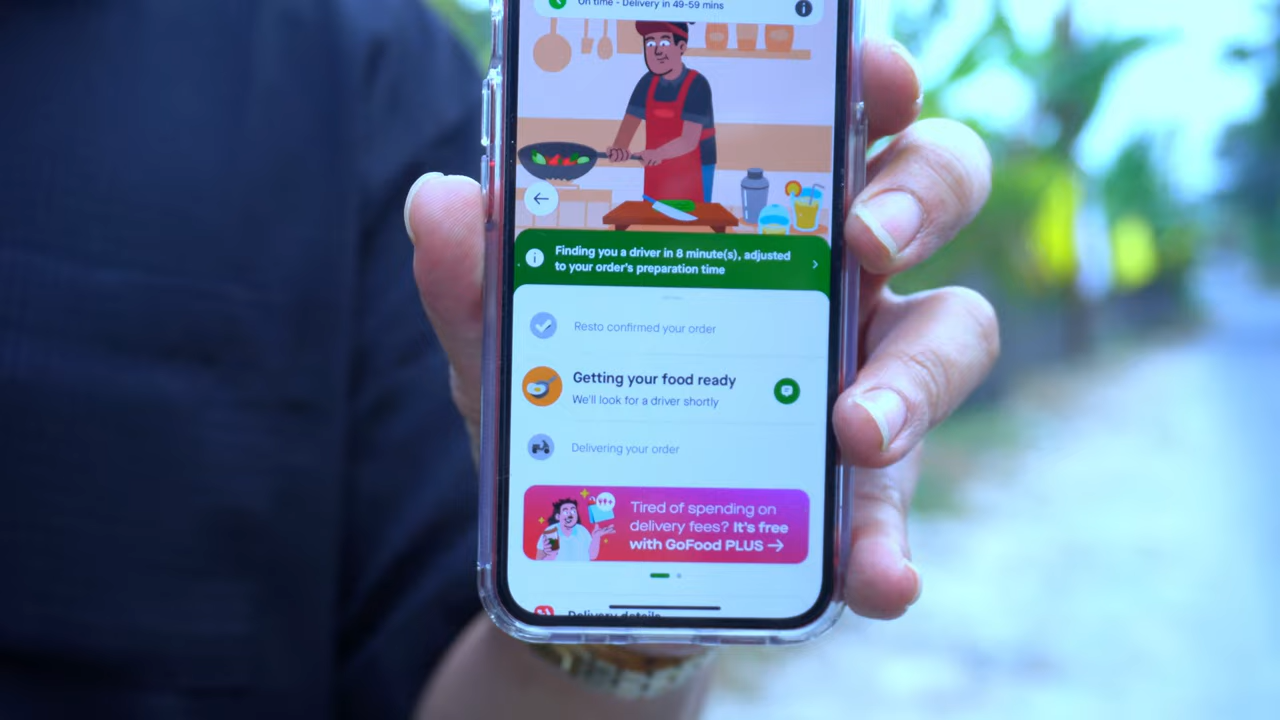 On time - Delivery in 49-59 mins
Finding you a driver in 8 minute(s), adjusted
to your order's preparation time
Resto confirmed your order
Getting your food ready
We'll look for a driver shortly
Delivering your order
Tired of spending on
delivery fees? It's free
with GoFood PLUS →
Delivery details